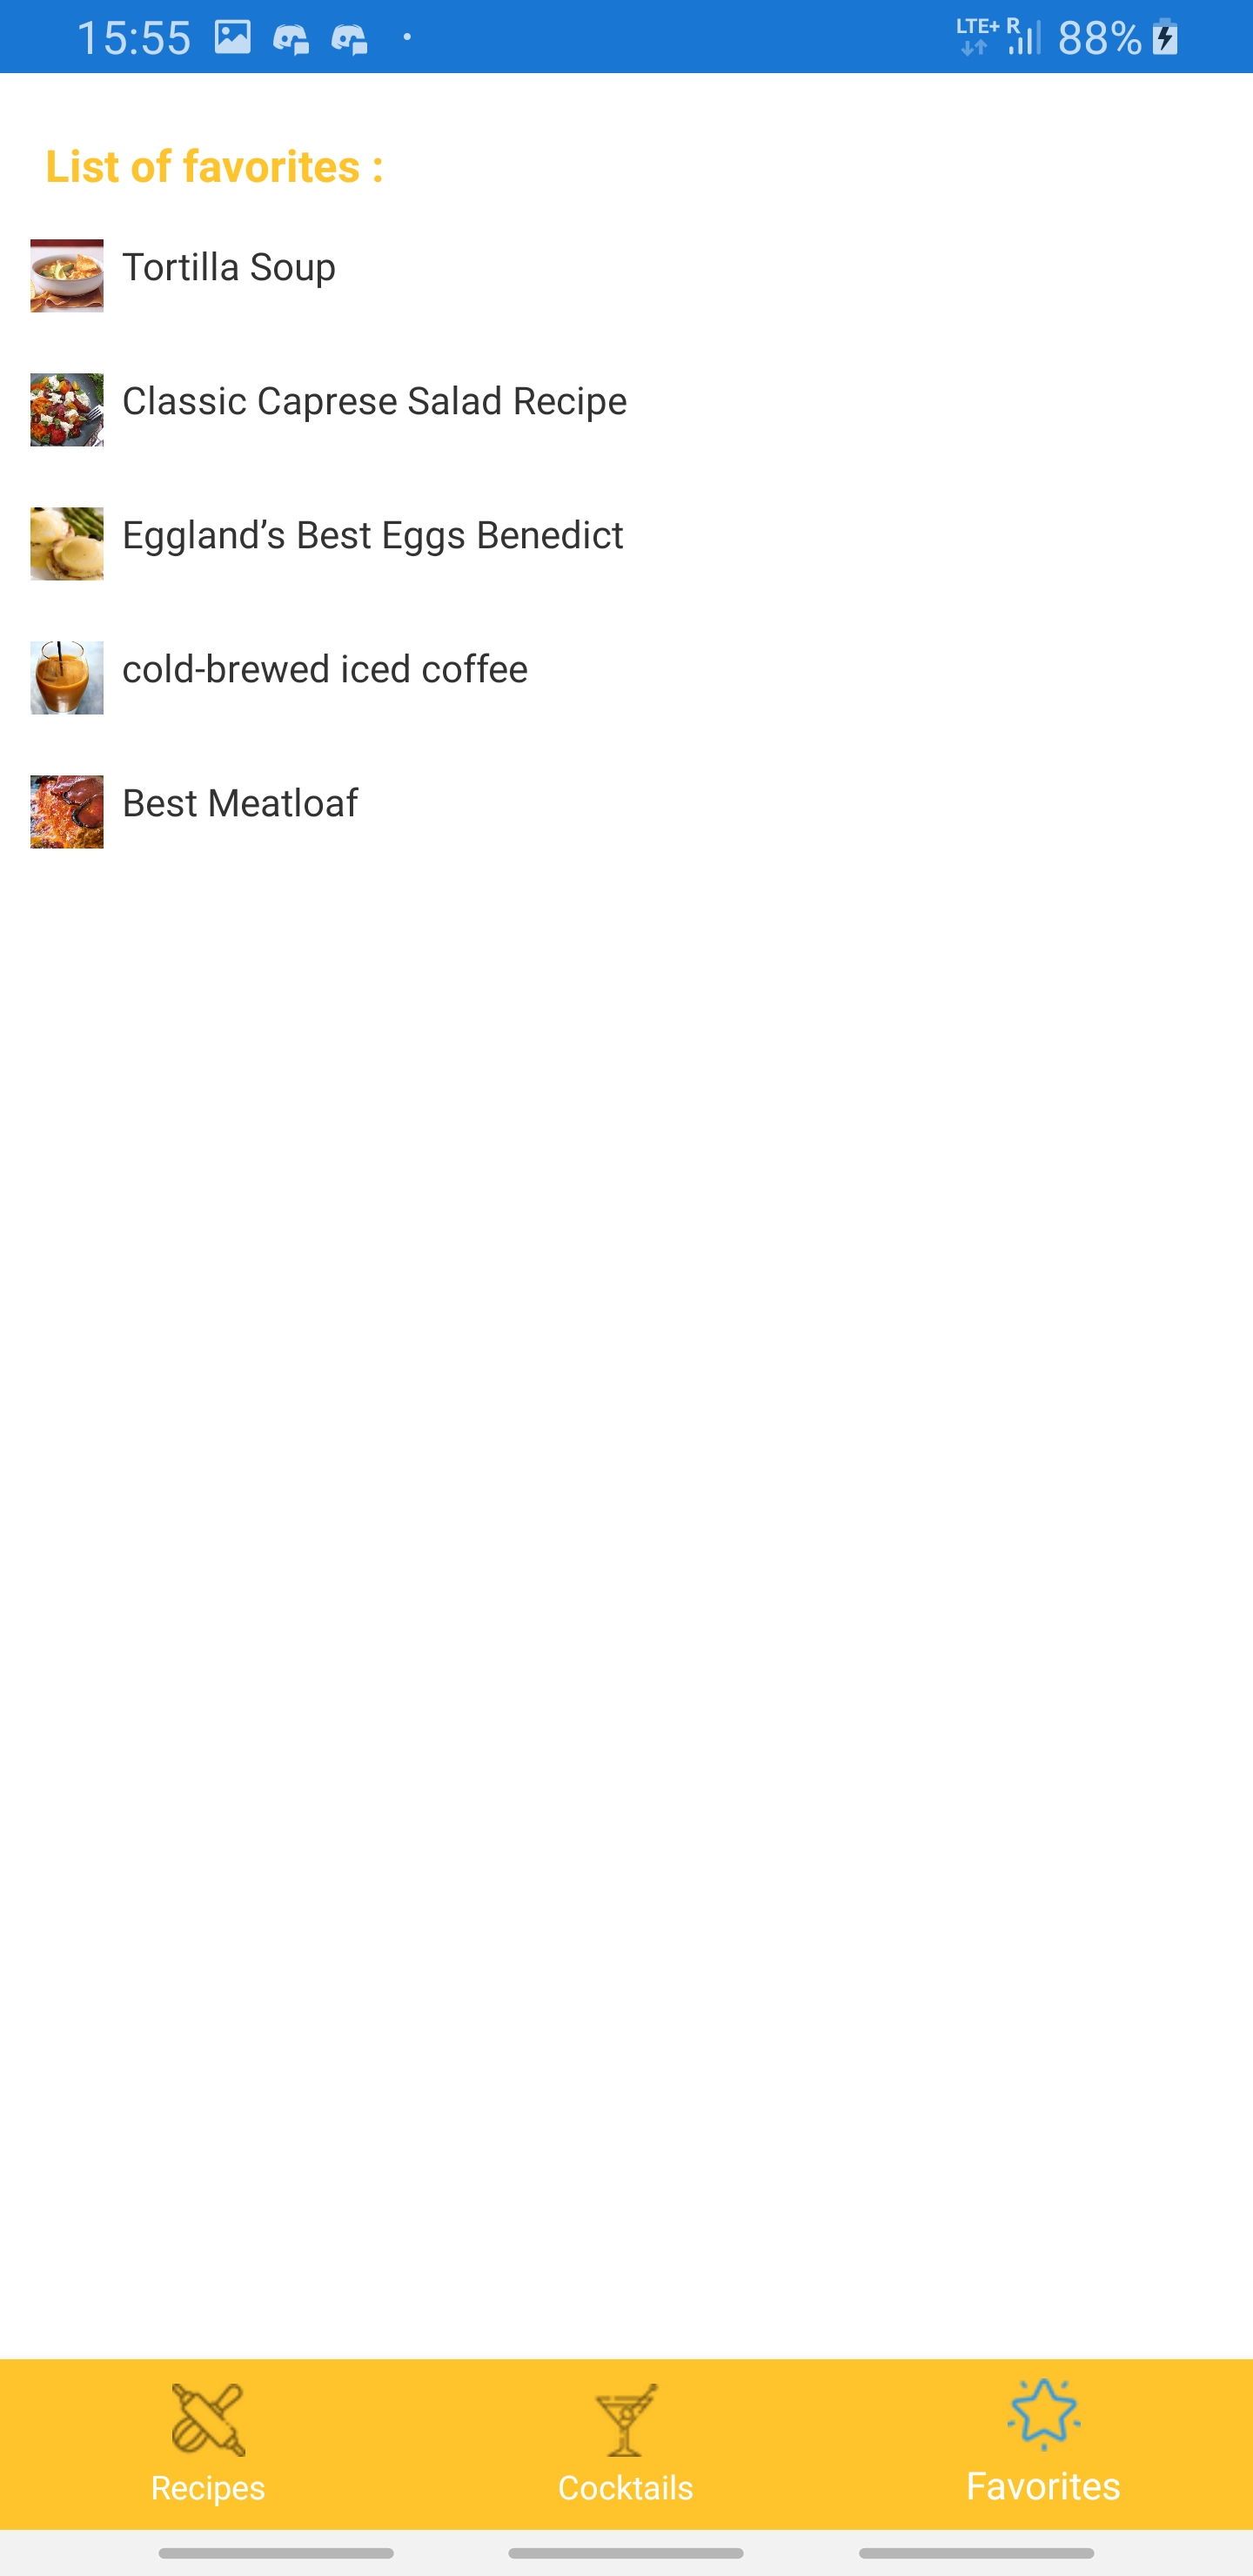 15:55 LTE+ R 88%
List of favorites :
Tortilla Soup
Classic Caprese Salad Recipe
Eggland’s Best Eggs Benedict
cold-brewed iced coffee
Best Meatloaf
Recipes Cocktails Favorites